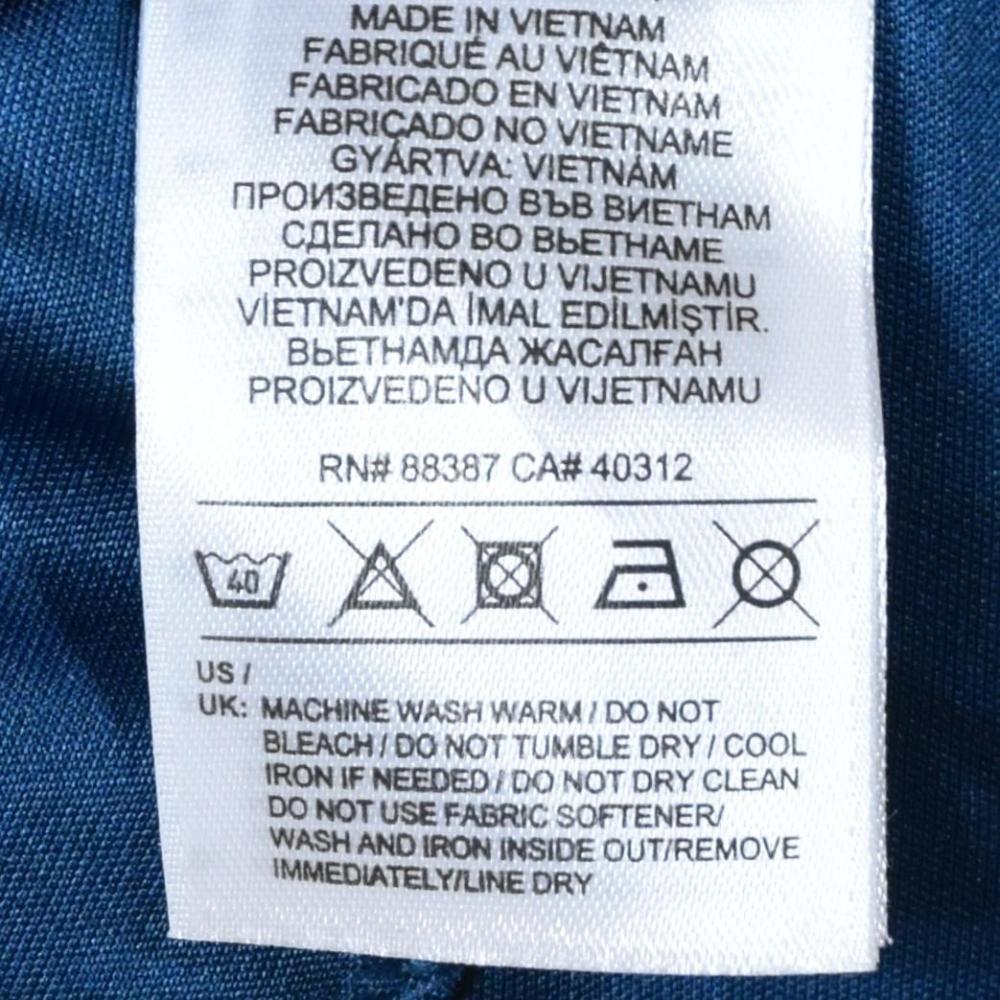 MADE IN VIETNAM
FABRIQUÉ AU VIÊTNAM
FABRICADO EN VIETNAM
FABRICADO NO VIETNAME
GYÁRTVA: VIETNÁM
ПРОИЗВЕДЕНО ВЪВ ВИЕТНАМ
СДЕЛАНО ВО ВЬЕТНАМЕ
PROIZVEDENO U VIJETNAMU
VİETNAM'DA İMAL EDİLMİŞTİR.
ВЬЕТНАМДА ЖАСАЛҒАН
PROIZVEDENO U VIJETNAMU
RN# 88387 CA# 40312
40
US /
UK: MACHINE WASH WARM / DO NOT
BLEACH / DO NOT TUMBLE DRY / COOL
IRON IF NEEDED / DO NOT DRY CLEAN
DO NOT USE FABRIC SOFTENER/
WASH AND IRON INSIDE OUT/REMOVE
IMMEDIATELY/LINE DRY